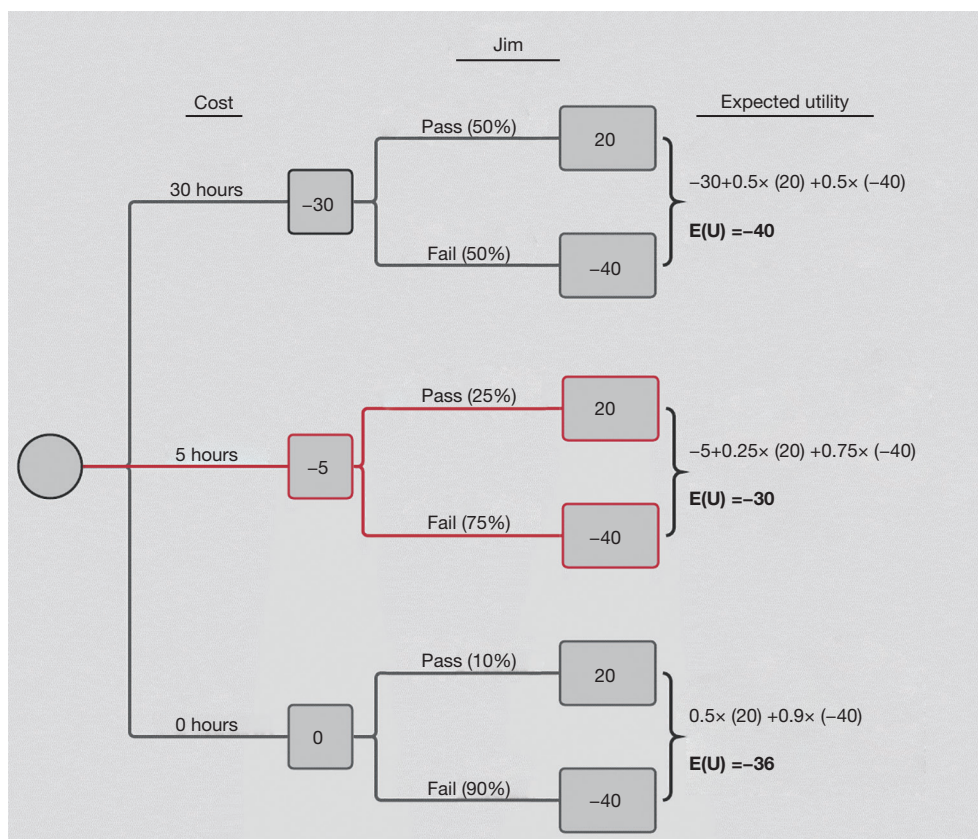 Jim
Cost
Expected utility
30 hours
−30
Pass (50%)
20
Fail (50%)
−40
−30+0.5× (20) +0.5× (−40)
E(U) =−40
5 hours
−5
Pass (25%)
20
Fail (75%)
−40
−5+0.25× (20) +0.75× (−40)
E(U) =−30
0 hours
0
Pass (10%)
20
Fail (90%)
−40
0.5× (20) +0.9× (−40)
E(U) =−36